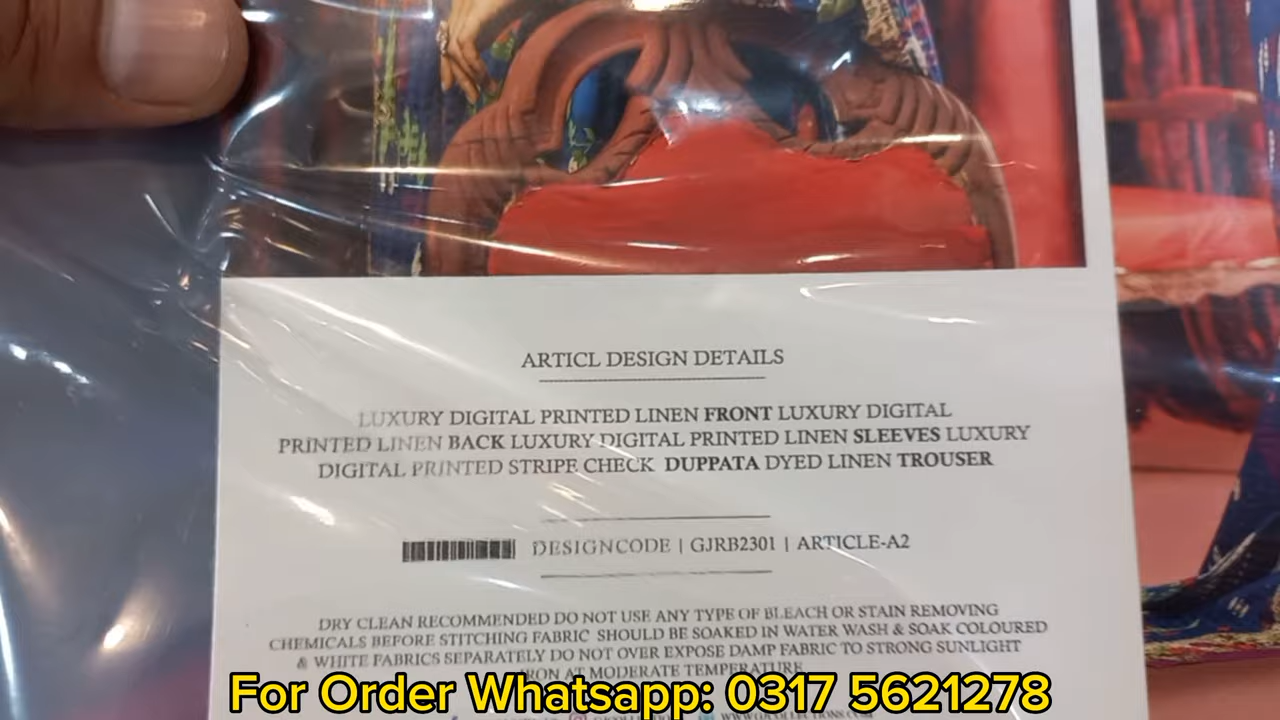 ARTICL DESIGN DETAILS
LUXURY DIGITAL PRINTED LINEN FRONT LUXURY DIGITAL
PRINTED LINEN BACK LUXURY DIGITAL PRINTED LINEN SLEEVES LUXURY
DIGITAL PRINTED STRIPE CHECK DUPPATA DYED LINEN TROUSER
DESIGNCODE | GJRB2301 | ARTICLE-A2
DRY CLEAN RECOMMENDED DO NOT USE ANY TYPE OF BLEACH OR STAIN REMOVING
CHEMICALS BEFORE STITCHING FABRIC SHOULD BE SOAKED IN WATER WASH & SOAK COLOURED
& WHITE FABRICS SEPARATELY DO NOT OVER EXPOSE DAMP FABRIC TO STRONG SUNLIGHT
IRON AT MODERATE TEMPERATURE
For Order Whatsapp: 0317 5621278